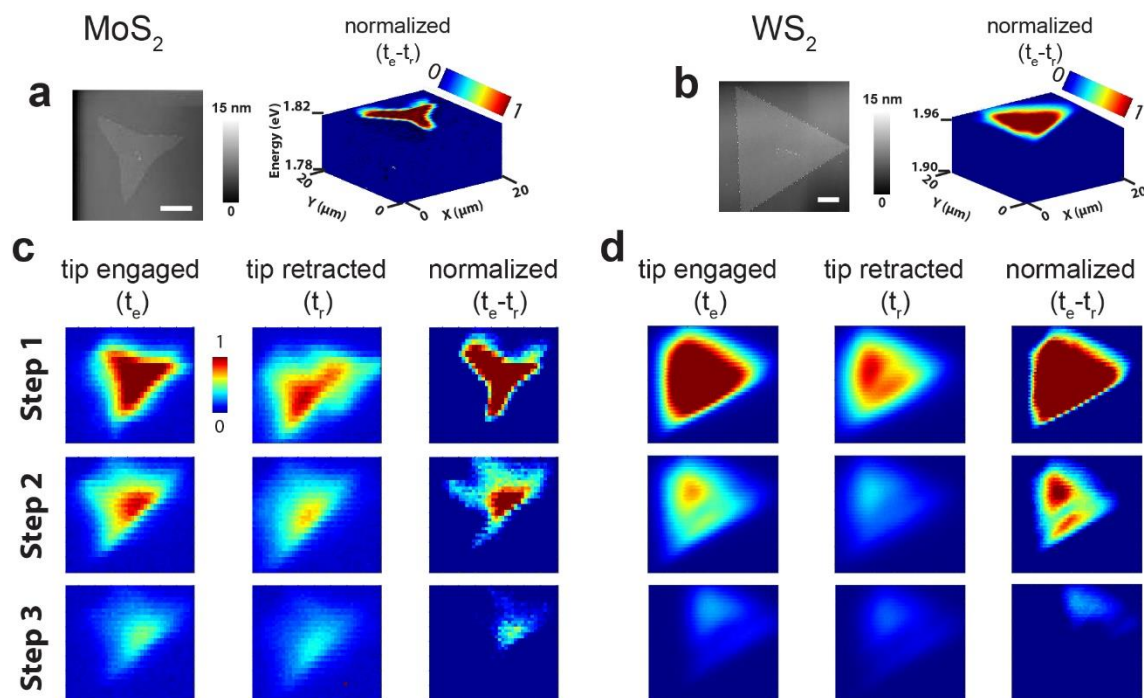 MoS₂
normalized
(tₑ-tᵣ)
0
1
a
15 nm
0
1.82
Energy (eV)
1.78
20
Y (μm)
0
0
X (μm)
20
WS₂
normalized
(tₑ-tᵣ)
0
1
b
15 nm
0
1.96
1.90
20
Y (μm)
0
0
X (μm)
20
c
tip engaged
(tₑ)
tip retracted
(tᵣ)
normalized
(tₑ-tᵣ)
d
tip engaged
(tₑ)
tip retracted
(tᵣ)
normalized
(tₑ-tᵣ)
Step 1
1
0
Step 2
Step 3